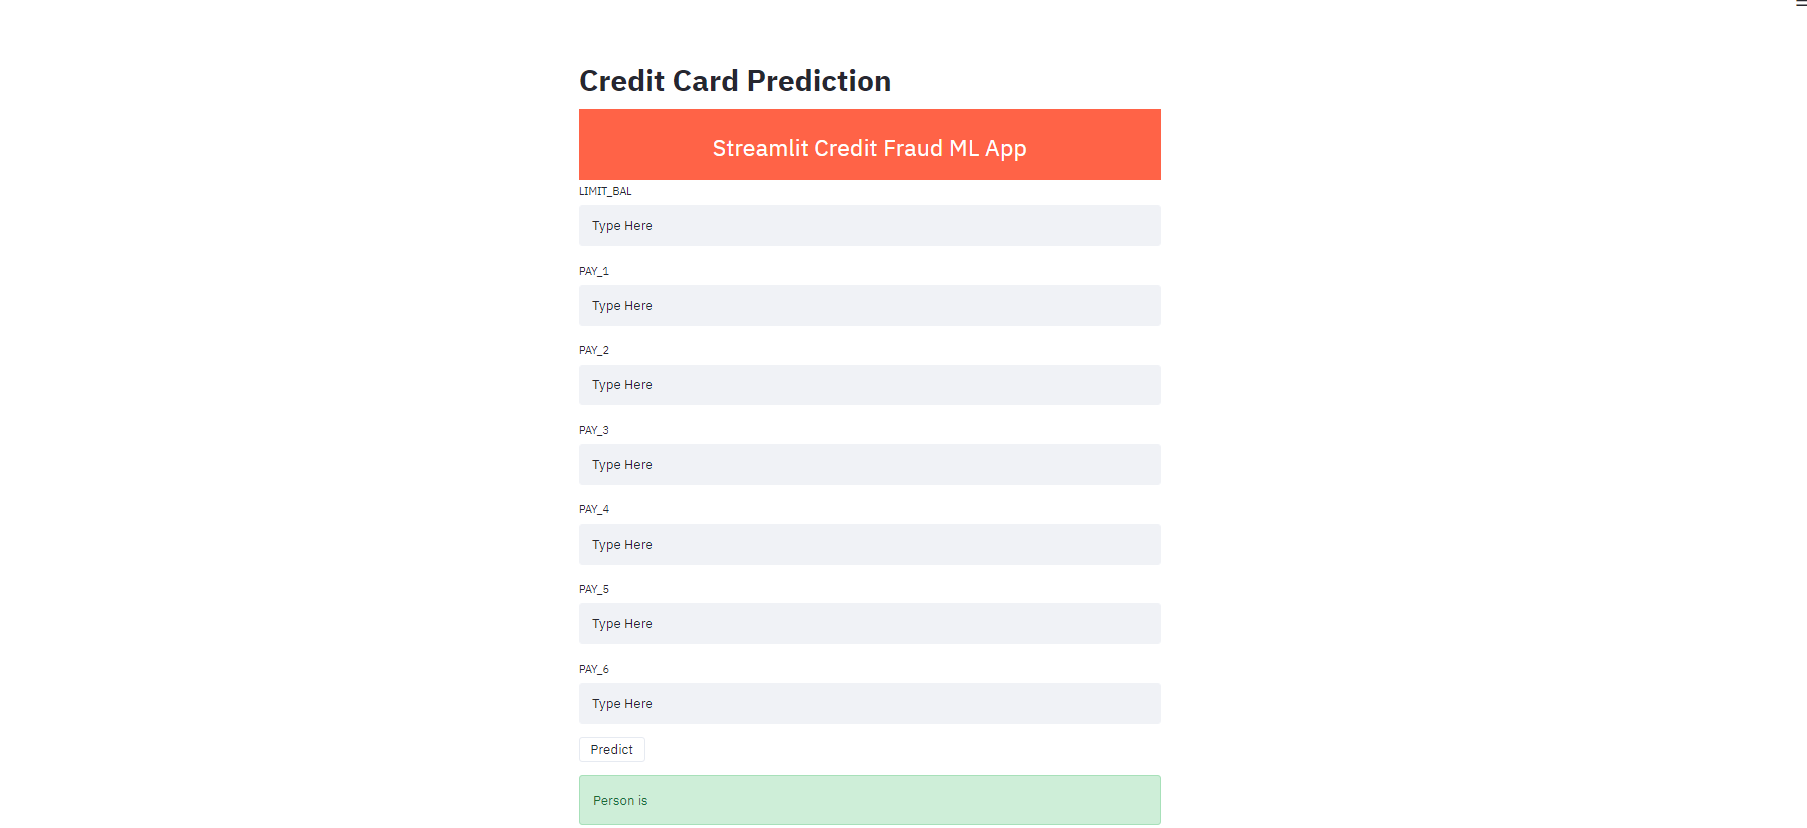 Credit Card Prediction
Streamlit Credit Fraud ML App
LIMIT_BAL
Type Here
PAY_1
Type Here
PAY_2
Type Here
PAY_3
Type Here
PAY_4
Type Here
PAY_5
Type Here
PAY_6
Type Here
Predict
Person is